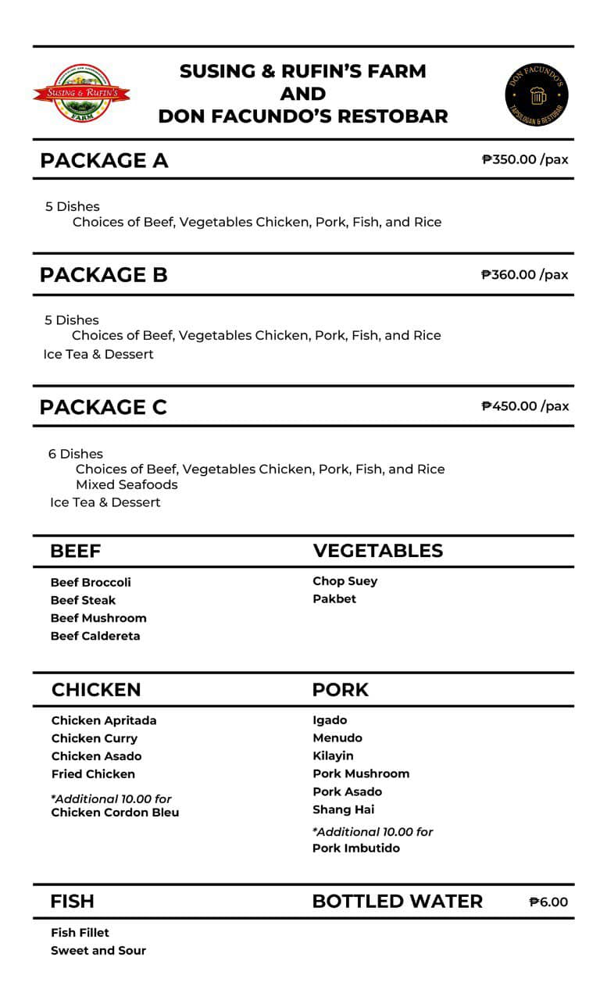 SUSING & RUFIN'S FARM
AND
DON FACUNDO'S RESTOBAR
SUSING & RUFIN'S
FARM
DON FACUNDO'S
TAPSILOGAN & RESTOBAR
PACKAGE A ₱350.00 /pax
5 Dishes
Choices of Beef, Vegetables Chicken, Pork, Fish, and Rice
PACKAGE B ₱360.00 /pax
5 Dishes
Choices of Beef, Vegetables Chicken, Pork, Fish, and Rice
Ice Tea & Dessert
PACKAGE C ₱450.00 /pax
6 Dishes
Choices of Beef, Vegetables Chicken, Pork, Fish, and Rice
Mixed Seafoods
Ice Tea & Dessert
BEEF
Beef Broccoli
Beef Steak
Beef Mushroom
Beef Caldereta
VEGETABLES
Chop Suey
Pakbet
CHICKEN
Chicken Apritada
Chicken Curry
Chicken Asado
Fried Chicken
*Additional 10.00 for
Chicken Cordon Bleu
PORK
Igado
Menudo
Kilayin
Pork Mushroom
Pork Asado
Shang Hai
*Additional 10.00 for
Pork Imbutido
FISH
Fish Fillet
Sweet and Sour
BOTTLED WATER ₱6.00